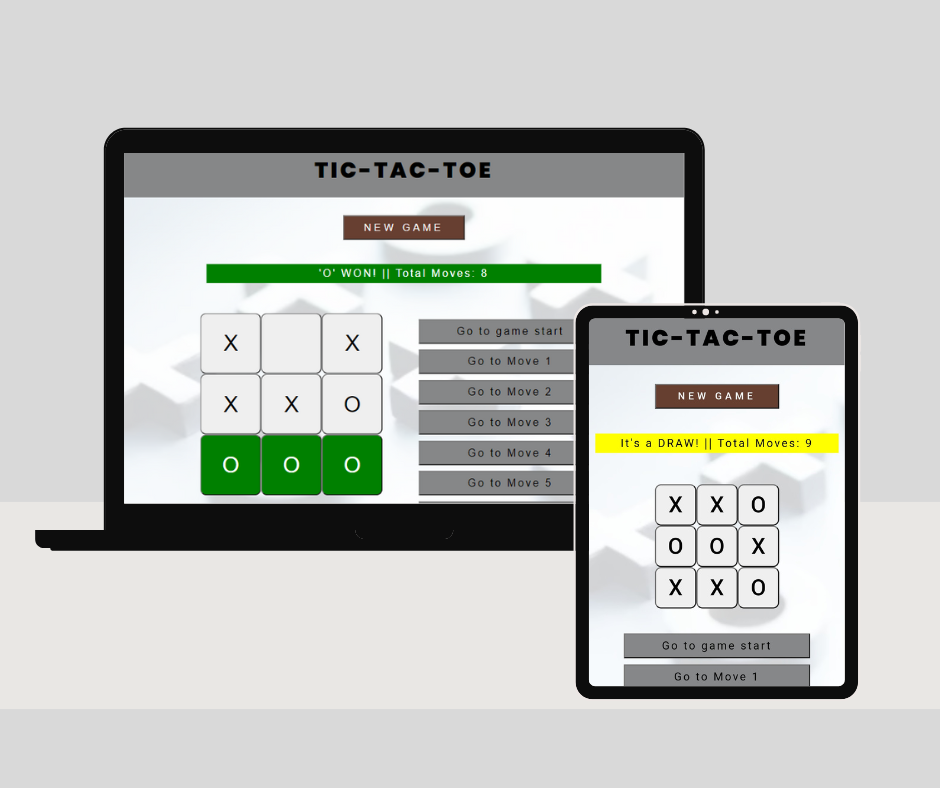 TIC-TAC-TOE
NEW GAME
'O' WON! || Total Moves: 8
X X
X X O
O O O
Go to game start
Go to Move 1
Go to Move 2
Go to Move 3
Go to Move 4
Go to Move 5
TIC-TAC-TOE
NEW GAME
It's a DRAW! || Total Moves: 9
X X O
O O X
X X O
Go to game start
Go to Move 1